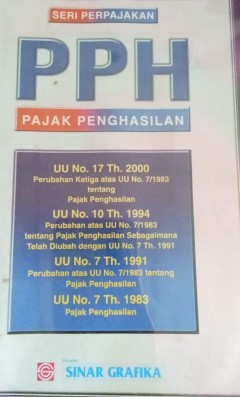 SERI PERPAJAKAN
PPH
PAJAK PENGHASILAN
UU No. 17 Th. 2000
Perubahan Ketiga atas UU No. 7/1983
tentang
Pajak Penghasilan
UU No. 10 Th. 1994
Perubahan atas UU No. 7/1983
tentang Pajak Penghasilan Sebagaimana
Telah Diubah dengan UU No. 7 Th. 1991
UU No. 7 Th. 1991
Perubahan atas UU No. 7/1983 tentang
Pajak Penghasilan
UU No. 7 Th. 1983
Pajak Penghasilan
SINAR GRAFIKA